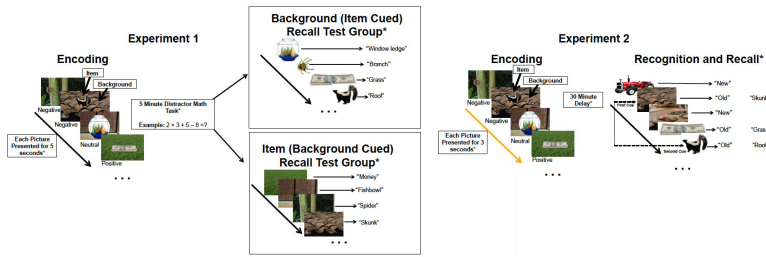 Experiment 1
Encoding
Item
Background
Negative
Negative
Neutral
Positive
Each Picture
Presented for 5
seconds*
. . .
5 Minute Distractor Math
Task*
Example: 2 × 3 + 5 – 8 =?
Background (Item Cued)
Recall Test Group*
"Window ledge"
"Branch"
"Grass"
"Roof"
. . .
Item (Background Cued)
Recall Test Group*
"Money"
"Fishbowl"
"Spider"
"Skunk"
. . .
Experiment 2
Encoding
Item
Background
Negative
Negative
Neutral
Positive
Each Picture
Presented for 3
seconds*
. . .
30 Minute
Delay*
Recognition and Recall*
"New"
First Cue
"Old" "Skun
"New"
"Old" "Gras
Second Cue
"Old" "Roof
. . .